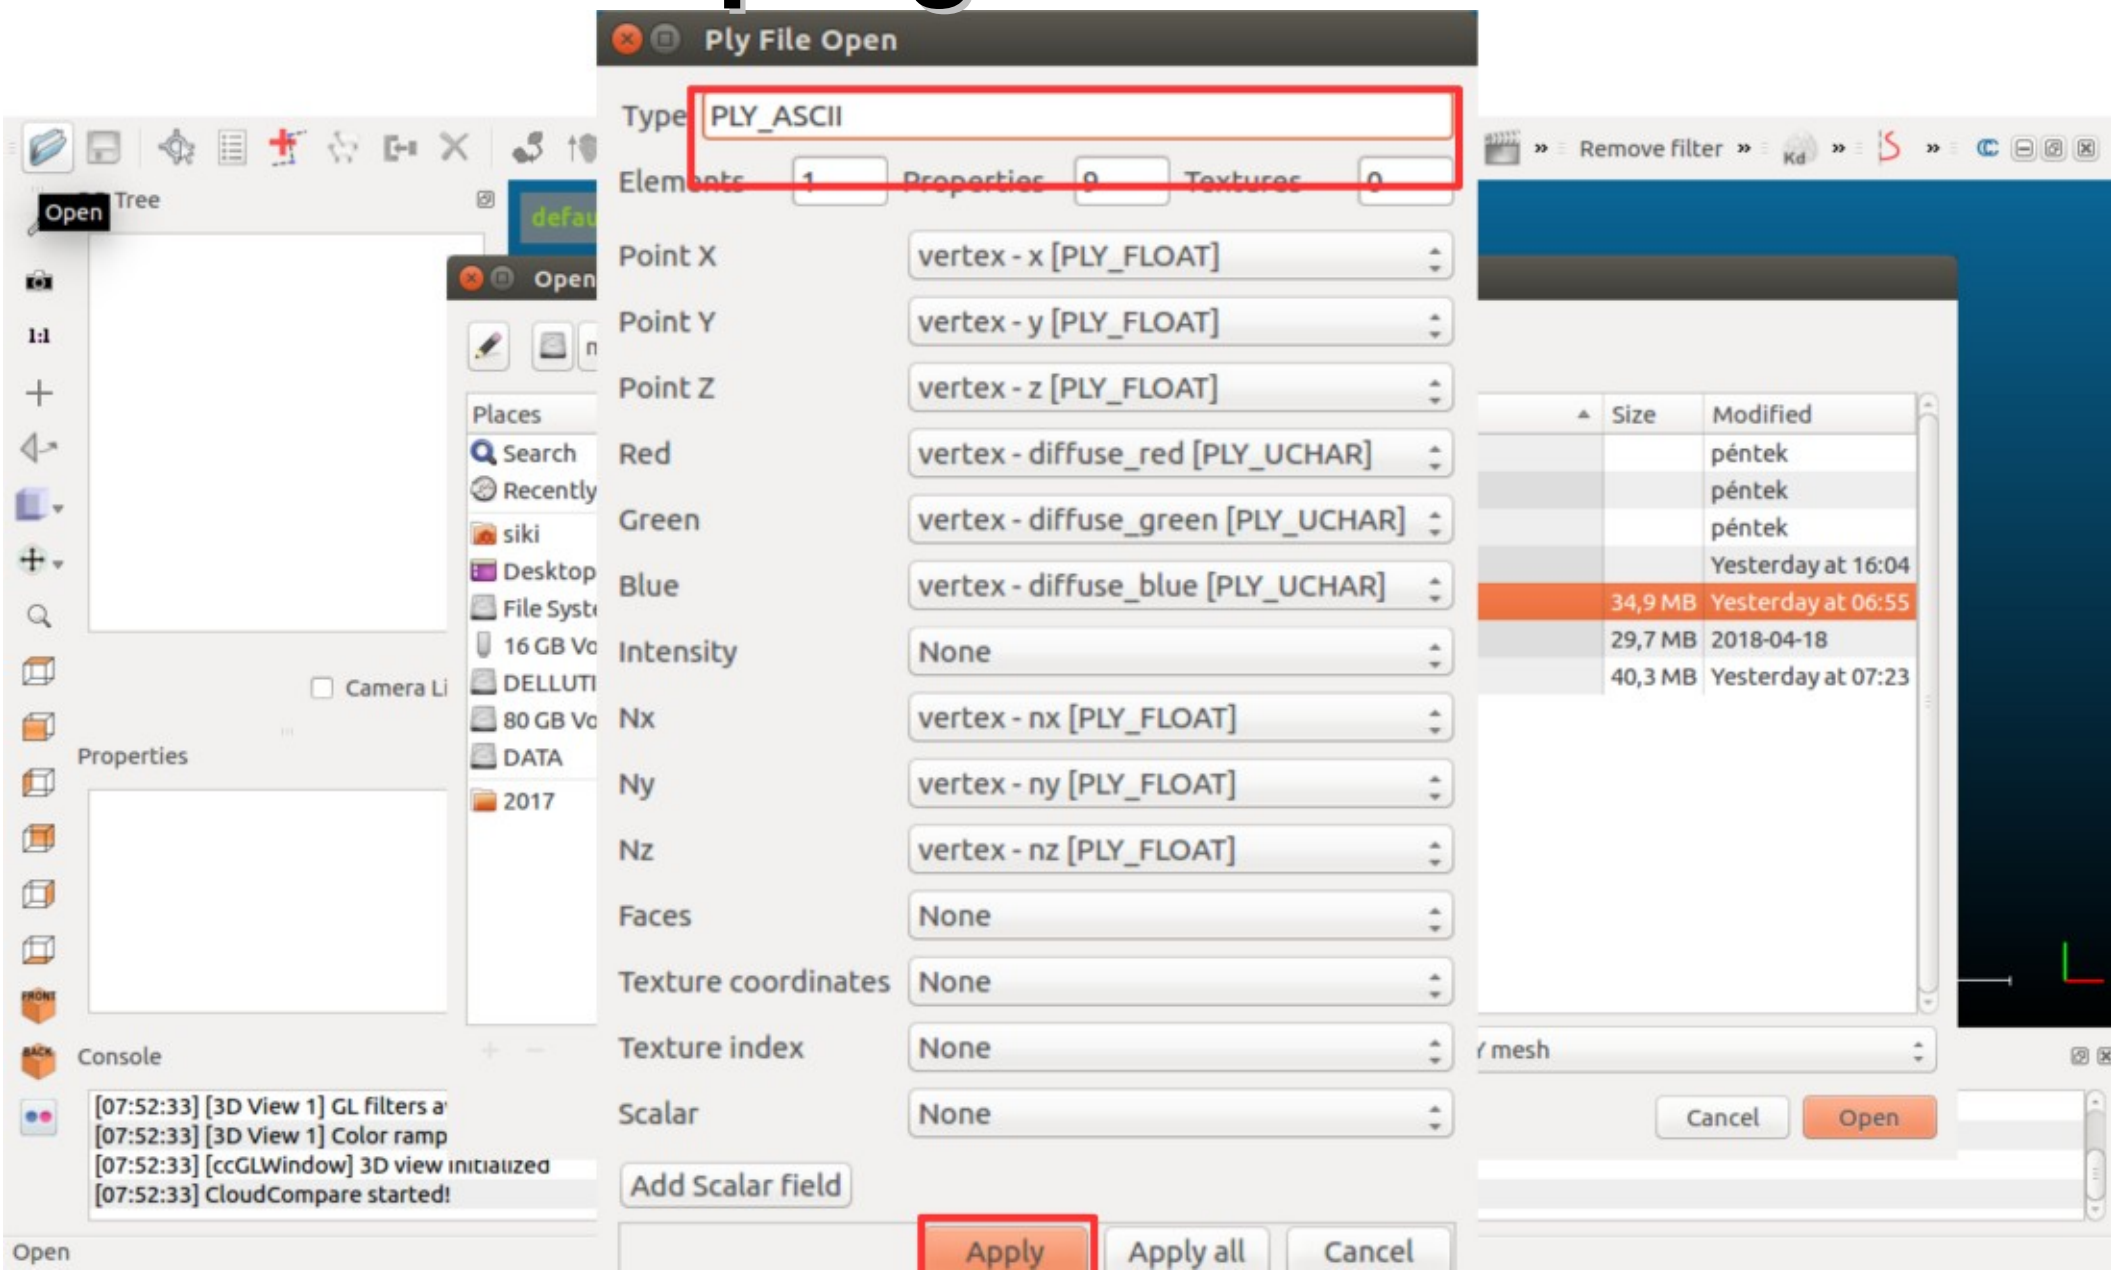 Ply File Open
Type PLY_ASCII
Elements 1 Properties 9 Textures 0
Point X vertex - x [PLY_FLOAT]
Point Y vertex - y [PLY_FLOAT]
Point Z vertex - z [PLY_FLOAT]
Red vertex - diffuse_red [PLY_UCHAR]
Green vertex - diffuse_green [PLY_UCHAR]
Blue vertex - diffuse_blue [PLY_UCHAR]
Intensity None
Nx vertex - nx [PLY_FLOAT]
Ny vertex - ny [PLY_FLOAT]
Nz vertex - nz [PLY_FLOAT]
Faces None
Texture coordinates None
Texture index None
Scalar None
Add Scalar field
Apply Apply all Cancel
Remove filter » Kd » S » CC
Open Tree
1:1
Camera
Properties
FRONT
BACK
Console
[07:52:33] [3D View 1] GL filters
[07:52:33] [3D View 1] Color ramp
[07:52:33] [ccGLWindow] 3D view initialized
[07:52:33] CloudCompare started!
Open
Open
Places
Search
Recently
siki
Desktop
File
16 GB
80 GB
DATA
2017
Size Modified
péntek
péntek
péntek
Yesterday at 16:04
34,9 MB Yesterday at 06:55
29,7 MB 2018-04-18
40,3 MB Yesterday at 07:23
mesh
Cancel Open